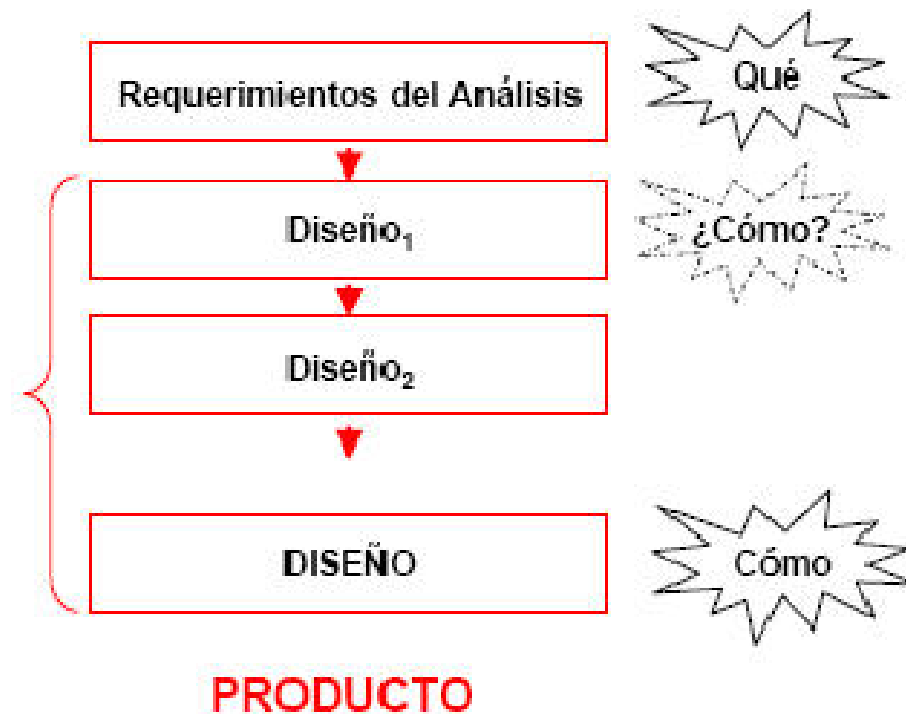 Requerimientos del Análisis
Qué
Diseño₁
¿Cómo?
Diseño₂
DISEÑO
Cómo
PRODUCTO